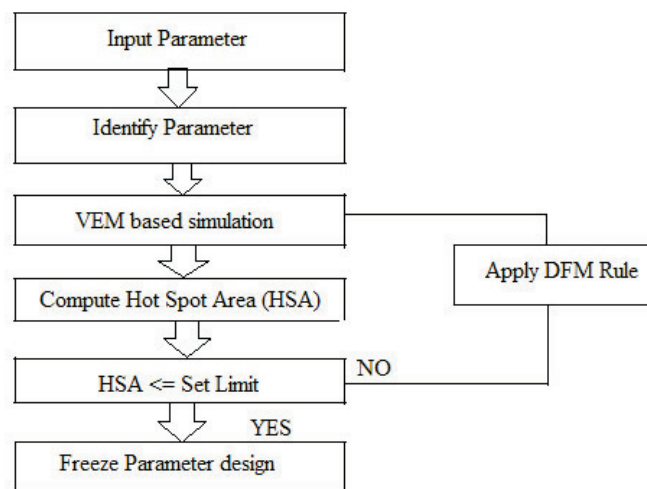 Input Parameter
Identify Parameter
VEM based simulation
Apply DFM Rule
Compute Hot Spot Area (HSA)
HSA <= Set Limit
NO
YES
Freeze Parameter design